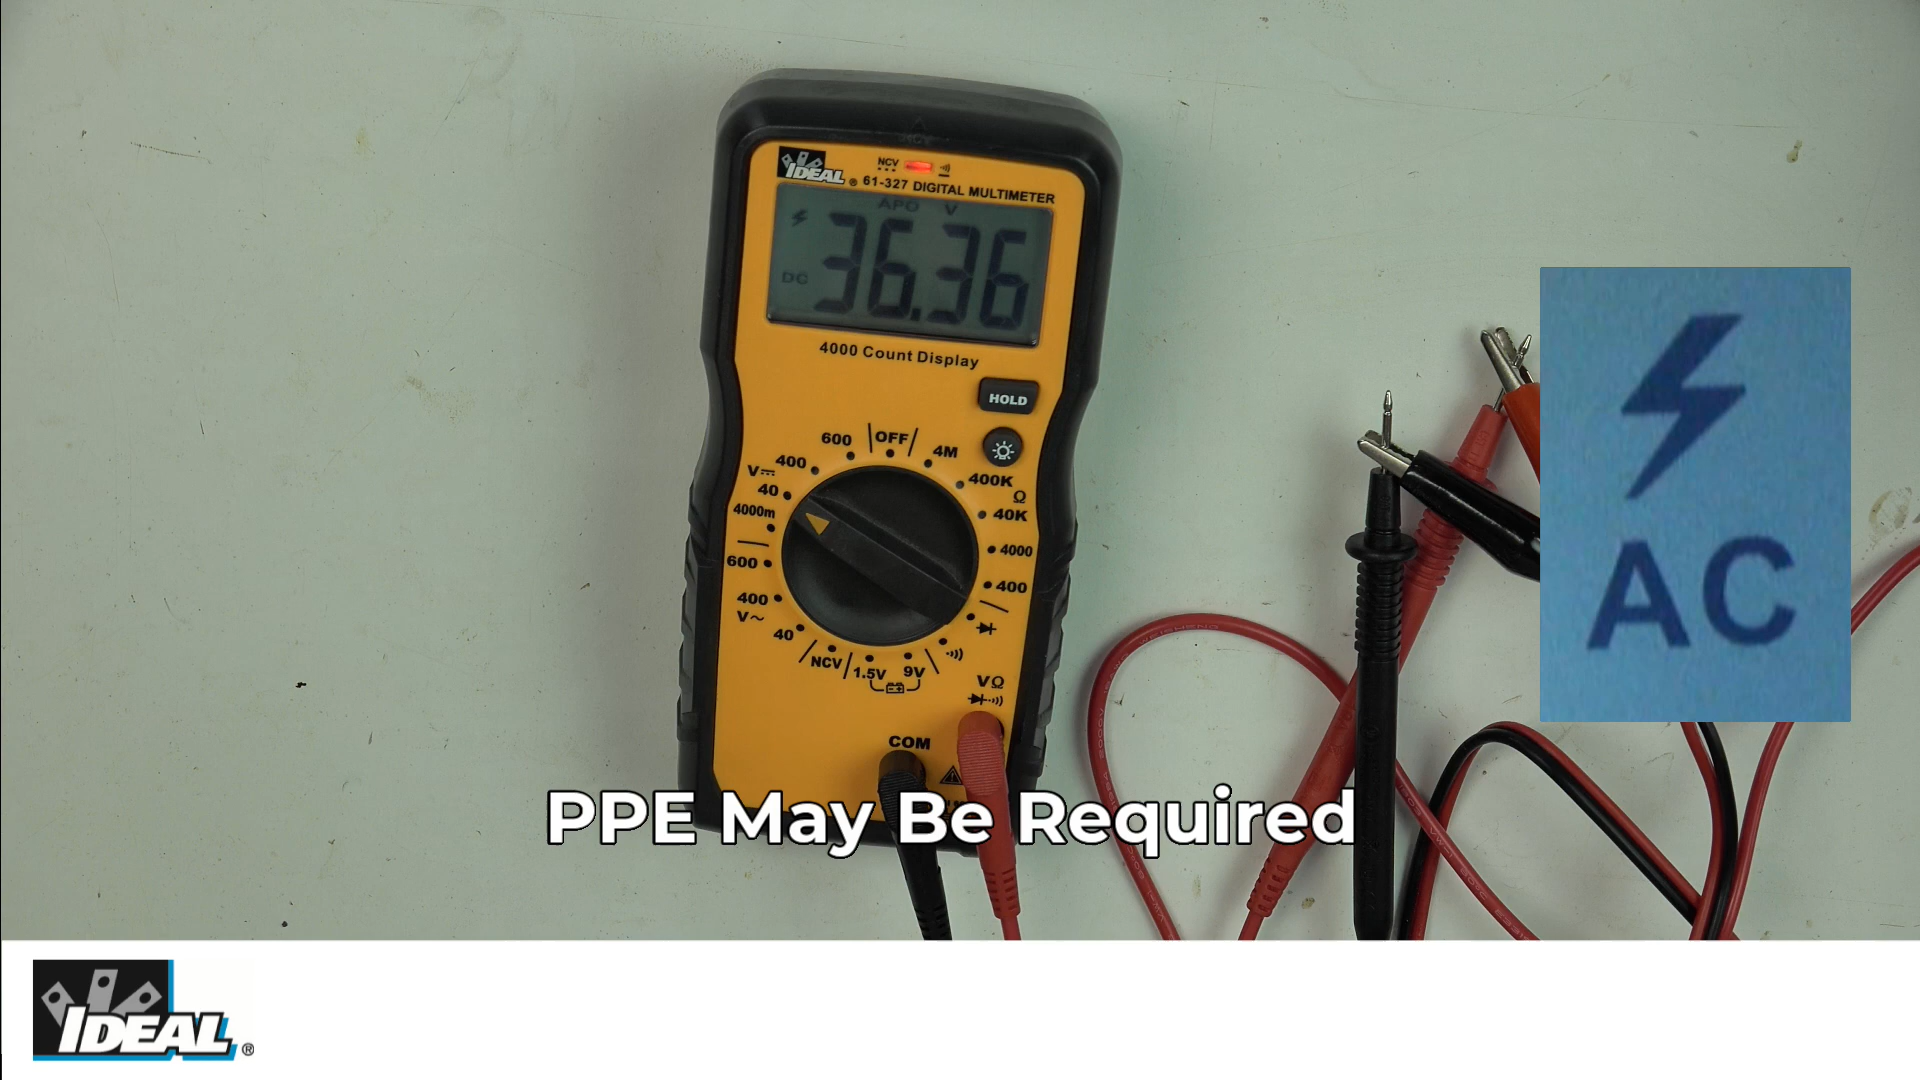 IDEAL®
NCV
61-327 DIGITAL MULTIMETER
APO V
DC 36.36
4000 Count Display
HOLD
OFF
600
400
V
40
4000m
600
400
V~
40
NCV
1.5V
9V
4M
400K
Ω
40K
4000
400
VΩ
COM
AC
WEISHENG
PPE May Be Required
IDEAL®